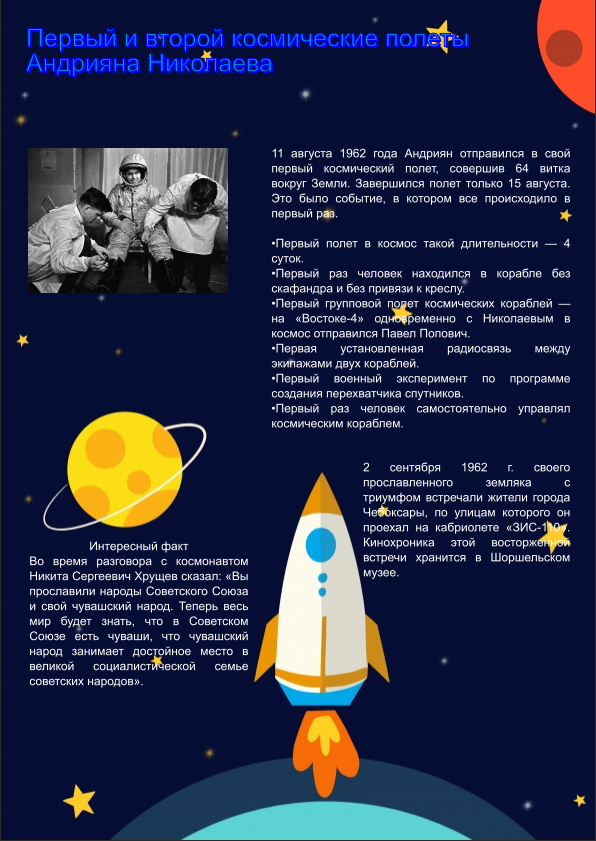 Первый и второй космические полеты
Андрияна Николаева
11 августа 1962 года Андриян отправился в свой
первый космический полет, совершив 64 витка
вокруг Земли. Завершился полет только 15 августа.
Это было событие, в котором все происходило в
первый раз.
•Первый полет в космос такой длительности — 4
суток.
•Первый раз человек находился в корабле без
скафандра и без привязи к креслу.
•Первый групповой полет космических кораблей —
на «Востоке-4» одновременно с Николаевым в
космос отправился Павел Попович.
•Первая установленная радиосвязь между
экипажами двух кораблей.
•Первый военный эксперимент по программе
создания перехватчика спутников.
•Первый раз человек самостоятельно управлял
космическим кораблем.
2 сентября 1962 г. своего
прославленного земляка с
триумфом встречали жители города
Чебоксары, по улицам которого он
проехал на кабриолете «ЗИС-110».
Кинохроника этой восторженной
встречи хранится в Шоршельском
музее.
Интересный факт
Во время разговора с космонавтом
Никита Сергеевич Хрущев сказал: «Вы
прославили народы Советского Союза
и свой чувашский народ. Теперь весь
мир будет знать, что в Советском
Союзе есть чуваши, что чувашский
народ занимает достойное место в
великой социалистической семье
советских народов».